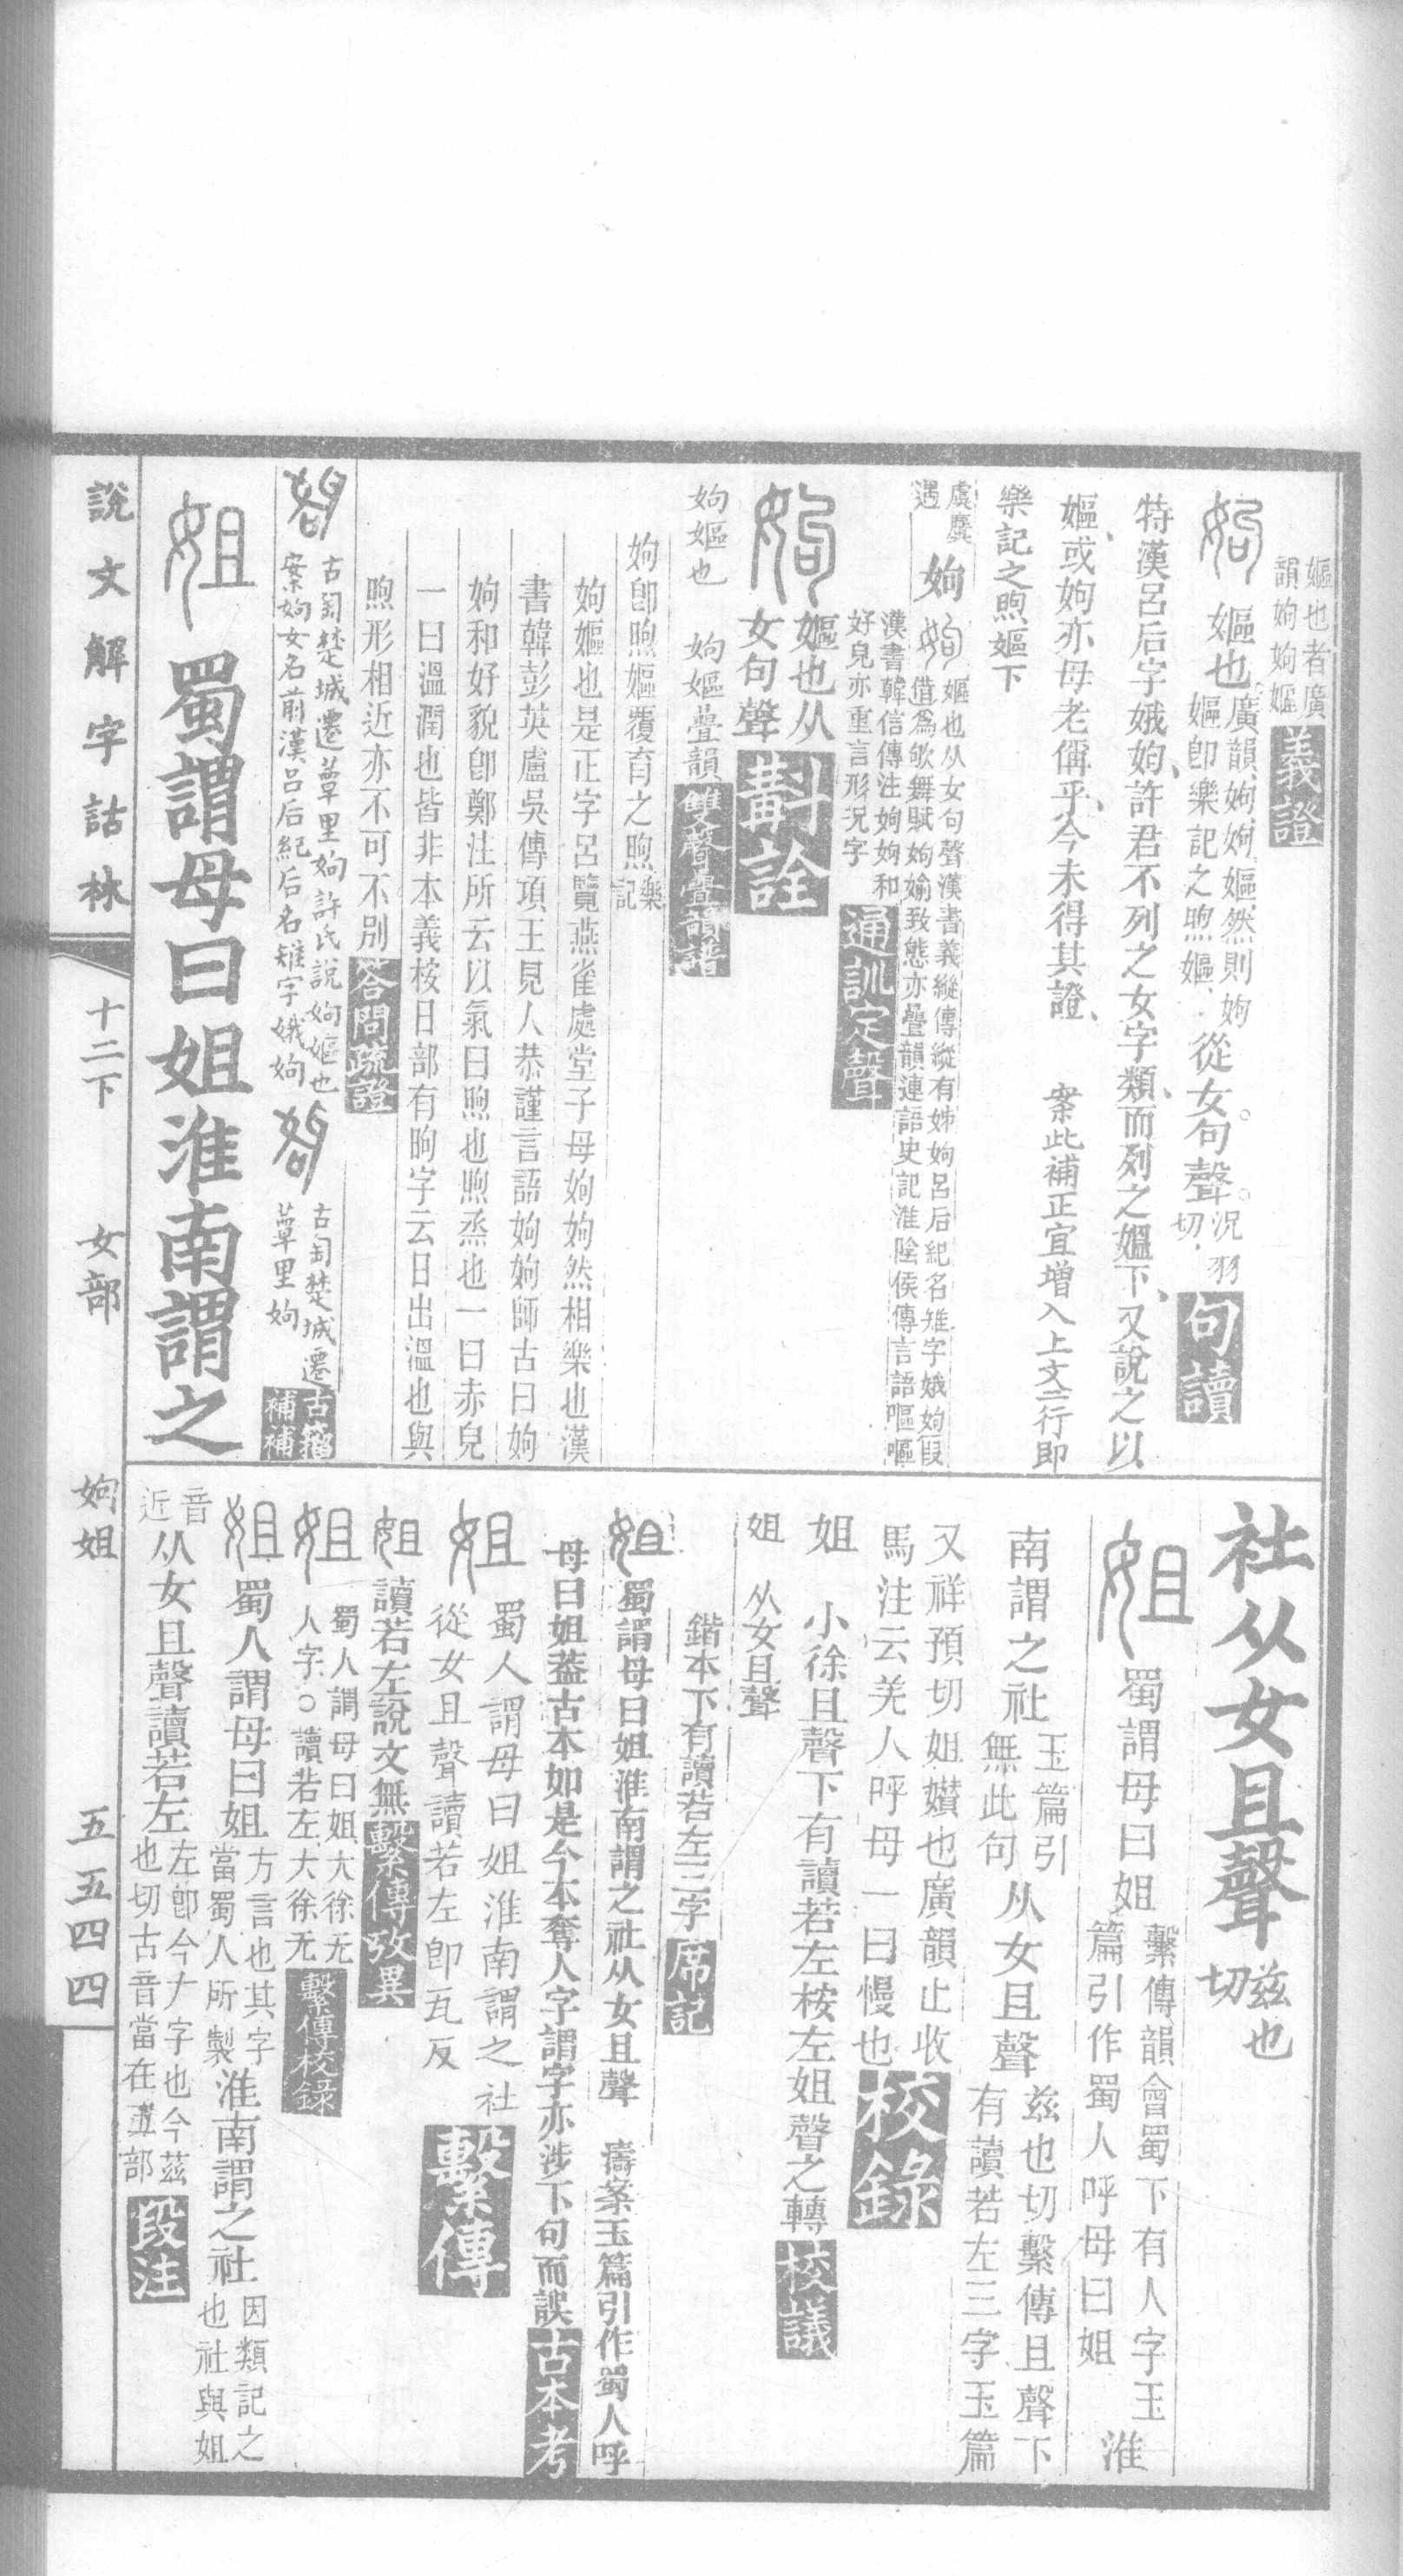 嫗也者廣
韻姁姁嫗義證
姁嫗也廣韻姁姁嫗然則姁
嫗卽樂記之煦嫗從女句聲況羽
切句讀
特漢呂后字娥姁許君不列之女字類而列之媼下又說之以
嫗或姁亦母老偁乎今未得其證 案此補正宜增入上文二行即
樂記之煦嫗下
虞麌
遇姁嫗也从女句聲漢書義縱傳縱有姊姁呂后紀名雉字娥姁叚
借爲欨舞賦姁媮致態亦疊韻連語史記淮陰侯傳言語嘔嘔
漢書韓信傳注姁姁和
好皃亦重言形況字通訓定聲
姁嫗也从
女句聲斠詮
姁嫗也 姁嫗疊韻雙聲疊韻譜
姁卽煦嫗覆育之煦樂
記
姁嫗也是正字呂覽燕雀處堂子母姁姁然相樂也漢
書韓彭英盧吳傳項王見人恭謹言語姁姁師古曰姁
姁和好貌卽鄭注所云以氣曰煦也煦烝也一曰赤皃
一曰溫潤也皆非本義桉日部有昫字云日出溫也與
煦形相近亦不可不別答問疏證
古匋楚城遷蕈里姁許氏說姁嫗也
案姁女名前漢呂后紀后名雉字娥姁
古匋楚城遷
蕈里姁古籀
補補
姐蜀謂母曰姐淮南謂之
社从女且聲茲也
切
姐蜀謂母曰姐繫傳韻會蜀下有人字玉
篇引作蜀人呼母曰姐淮
南謂之社玉篇引
無此句从女且聲茲也切繫傳且聲下
有讀若左三字玉篇
又祥預切姐媎也廣韻止收
馬注云羌人呼母一曰慢也校錄
姐小徐且聲下有讀若左桉左姐聲之轉校議
姐 从女且聲
鍇本下有讀若左三字席記
姐蜀謂母曰姐淮南謂之社从女且聲 濤案玉篇引作蜀人呼
母曰姐葢古本如是今本奪人字謂字亦涉下句而誤古本考
姐蜀人謂母曰姐淮南謂之社
從女且聲讀若左卽瓦反繫傳
姐讀若左說文無繫傳攷異
姐蜀人謂母曰姐大徐无
人字○讀若左大徐无繫傳校錄
姐蜀人謂母曰姐方言也其字
當蜀人所製淮南謂之社因類記之
也社與姐
音
近从女且聲讀若左左卽今𠂇字也今茲
也切古音當在五部段注
說文解字詁林
十二下
女部
姁姐
五五四四